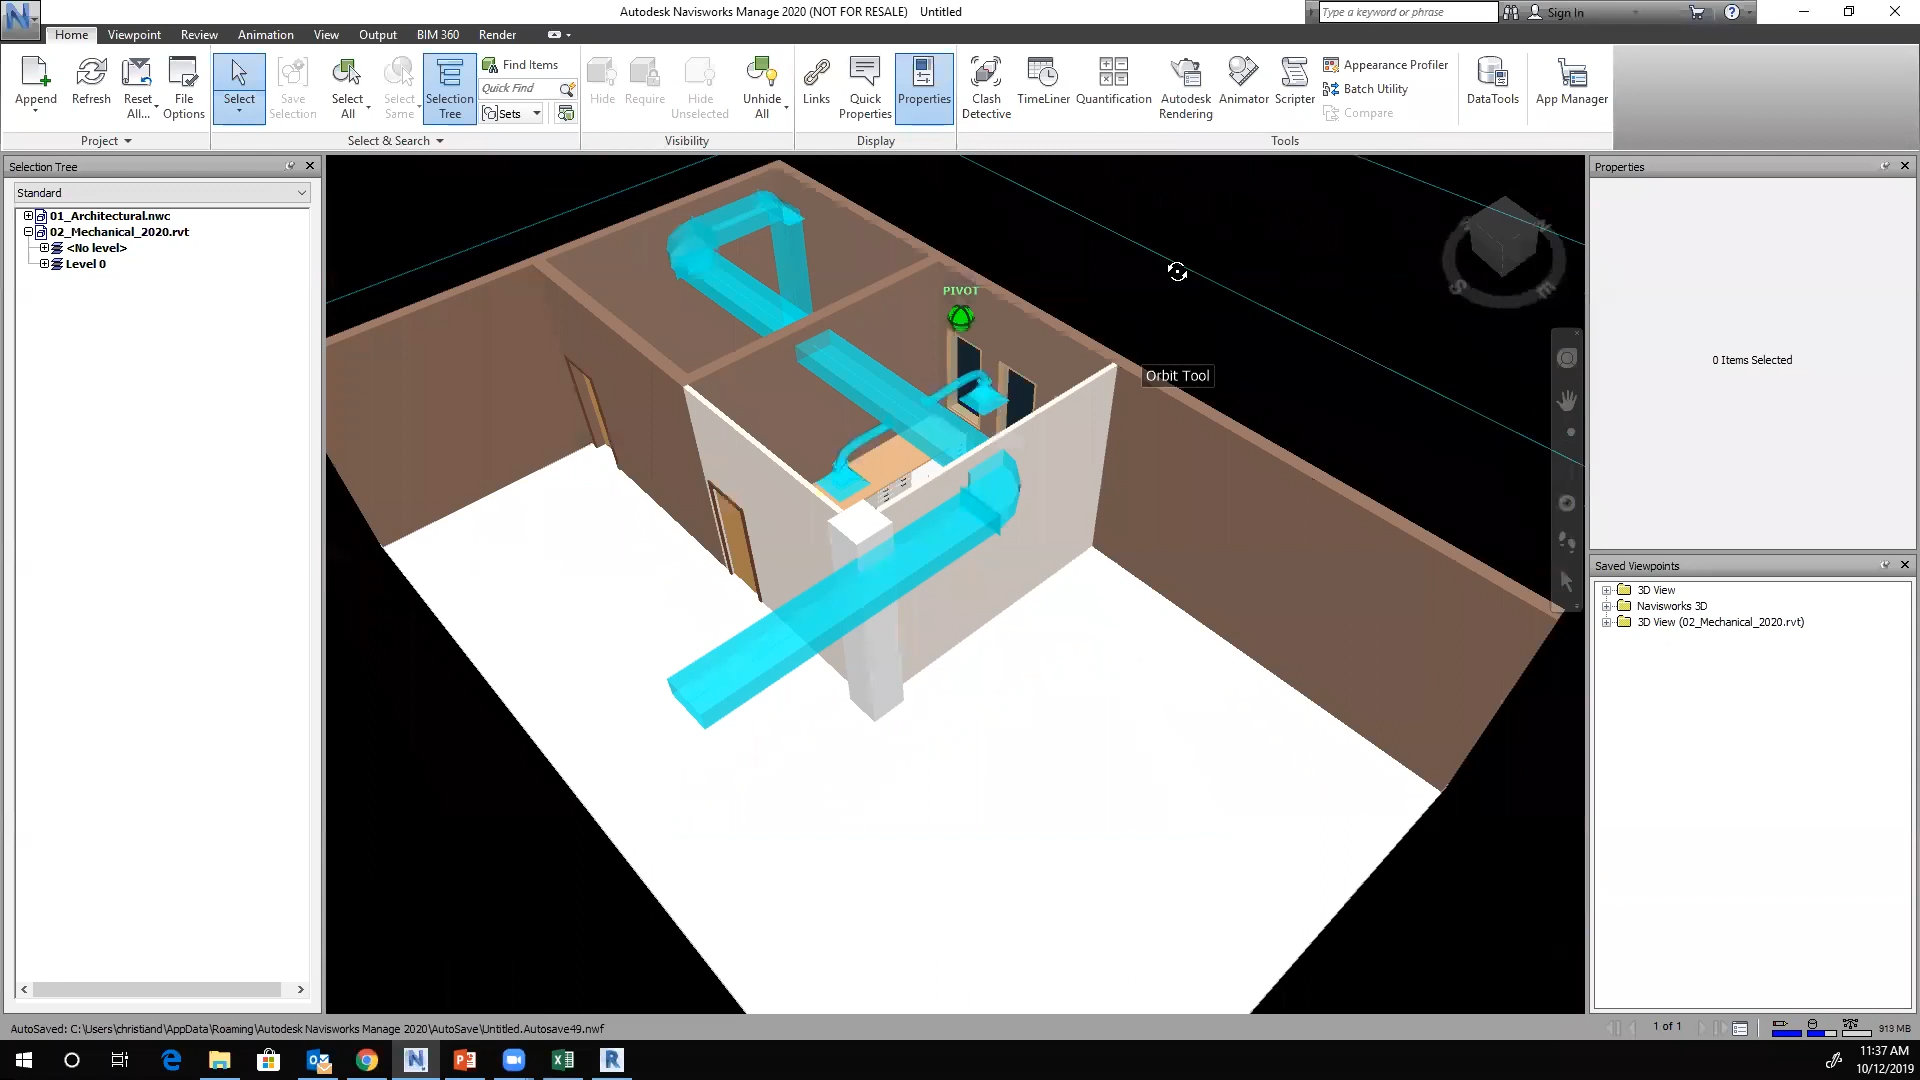 Autodesk Navisworks Manage 2020 (NOT FOR RESALE) Untitled
Type a keyword or phrase
Sign In
Home Viewpoint Review Animation View Output BIM 360 Render
Append
Refresh
Reset All...
File Options
Project
Select
Save Selection
Select All
Select Same
Selection Tree
Find Items
Quick Find
Sets
Select & Search
Hide
Require
Hide Unselected
Unhide All
Visibility
Links
Quick Properties
Properties
Display
Clash Detective
TimeLiner
Quantification
Autodesk Rendering
Animator
Scripter
Appearance Profiler
Batch Utility
Compare
DataTools
App Manager
Tools
Selection Tree
Standard
01_Architectural.nwc
02_Mechanical_2020.rvt
<No level>
Level 0
PIVOT
Orbit Tool
S
E
Properties
0 Items Selected
Saved Viewpoints
3D View
Navisworks 3D
3D View (02_Mechanical_2020.rvt)
AutoSaved: C:\Users\christiand\AppData\Roaming\Autodesk Navisworks Manage 2020\AutoSave\Untitled.Autosave49.nwf
1 of 1
919 MB
11:37 AM
10/12/2019